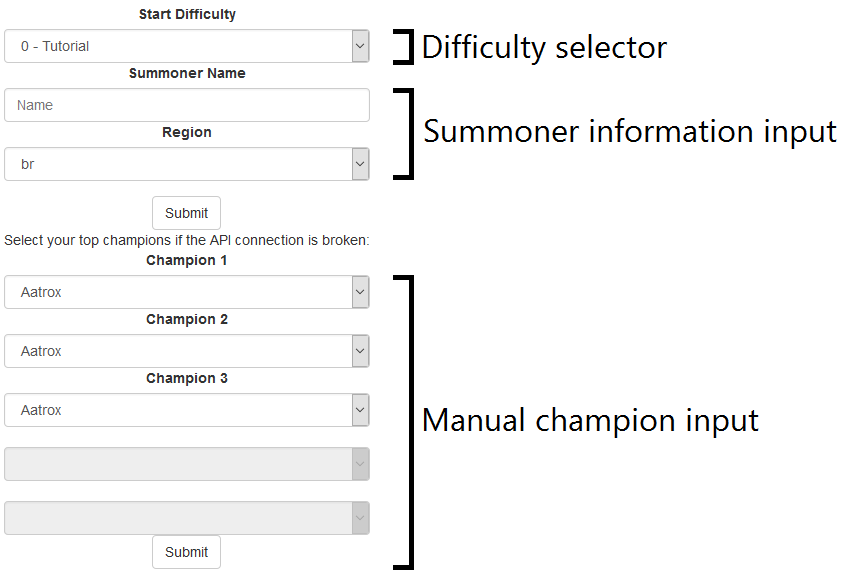 Start Difficulty
0 - Tutorial
Difficulty selector
Summoner Name
Name
Summoner information input
Region
br
Submit
Select your top champions if the API connection is broken:
Champion 1
Aatrox
Champion 2
Aatrox
Champion 3
Aatrox
Manual champion input
Submit